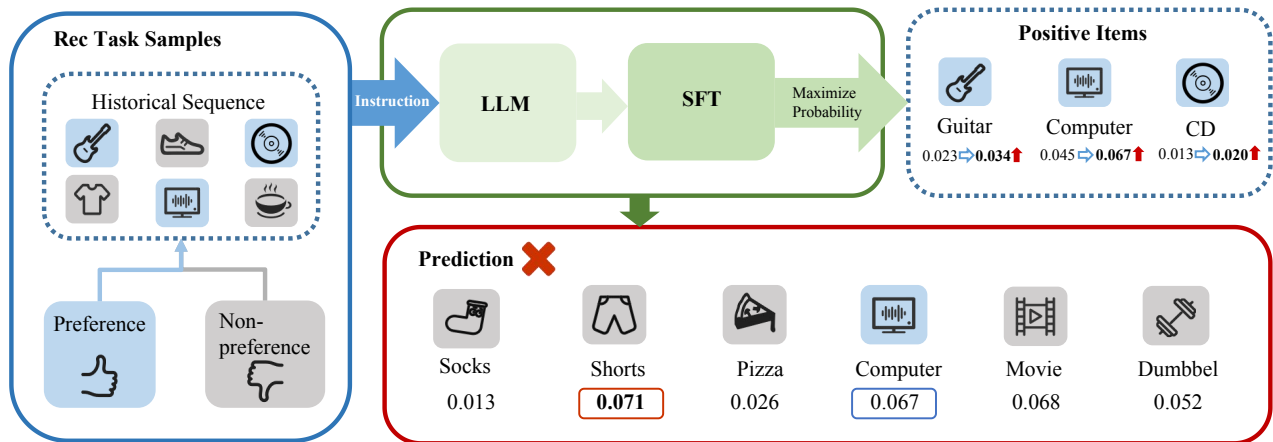 Rec Task Samples
Historical Sequence
Preference
Non-
preference
Instruction
LLM
SFT
Maximize
Probability
Positive Items
Guitar
Computer
CD
0.023 0.034
0.045 0.067
0.013 0.020
Prediction
Socks
Shorts
Pizza
Computer
Movie
Dumbbel
0.013
0.071
0.026
0.067
0.068
0.052